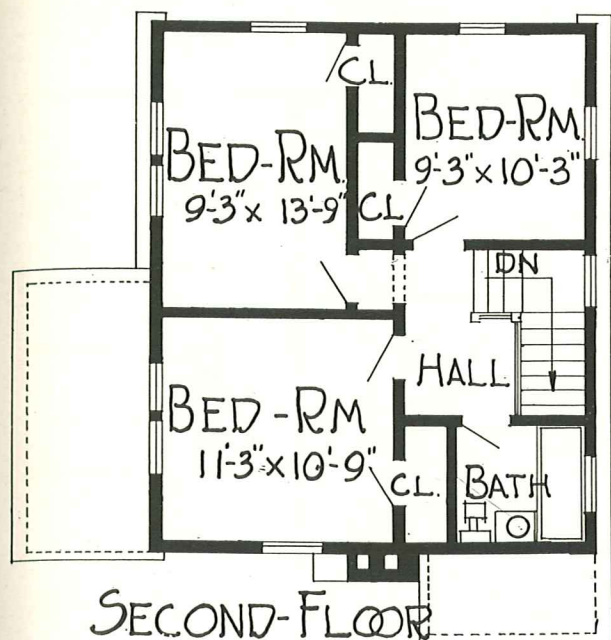 CL.
BED-RM.
9'-3" x 13'-9"
BED-RM.
9'-3" x 10'-3"
CL.
DN
HALL
BED-RM
11'-3" x 10'-9"
CL.
BATH
SECOND-FLOOR